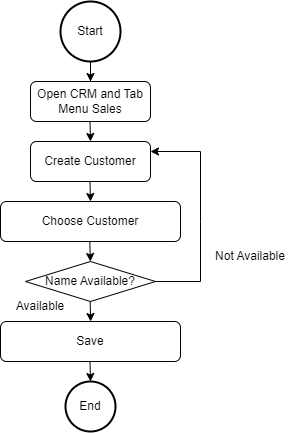 Start
Open CRM and Tab
Menu Sales
Create Customer
Choose Customer
Not Available
Name Available?
Available
Save
End